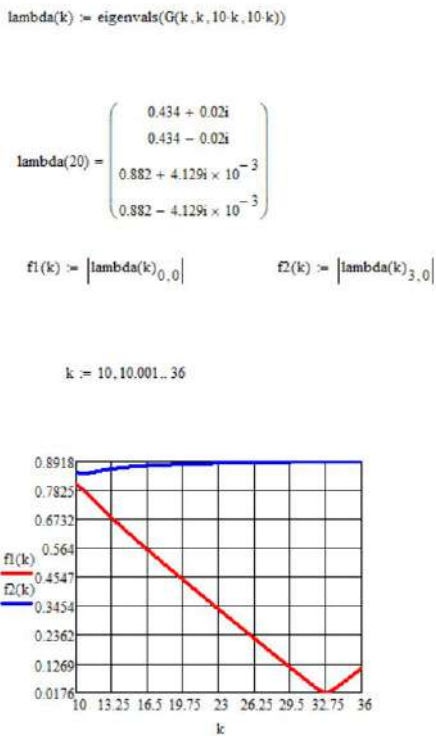 lambda(k) := eigenvals(G(k,k,10·k,10·k))
0.434 + 0.02i
0.434 − 0.02i
lambda(20) =
0.882 + 4.129i × 10⁻³
0.882 − 4.129i × 10⁻³
f1(k) := |lambda(k)₀,₀| f2(k) := |lambda(k)₃,₀|
k := 10,10.001.. 36
0.8918
0.7825
0.6732
0.564
f1(k)
0.4547
f2(k)
0.3454
0.2362
0.1269
0.0176
10 13.25 16.5 19.75 23 26.25 29.5 32.75 36
k